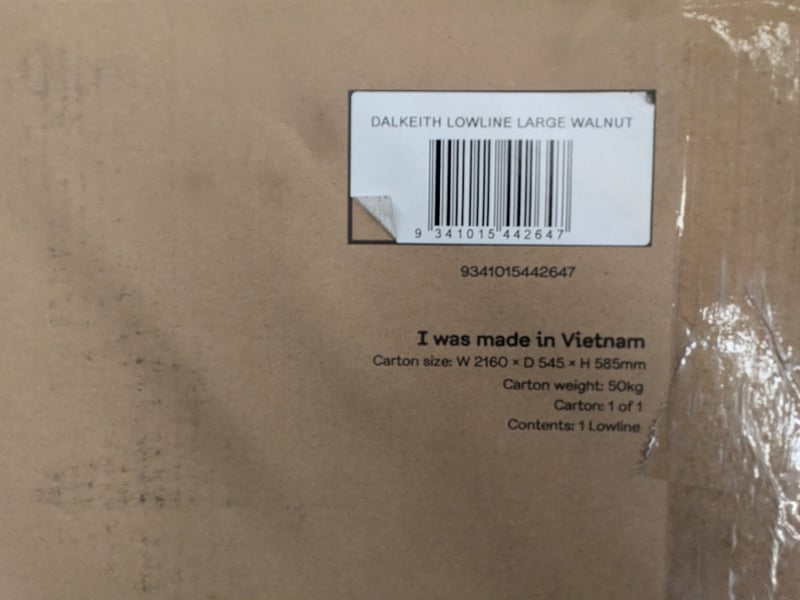 DALKEITH LOWLINE LARGE WALNUT
9 341015 442647
9341015442647
I was made in Vietnam
Carton size: W 2160 × D 545 × H 585mm
Carton weight: 50kg
Carton: 1 of 1
Contents: 1 Lowline